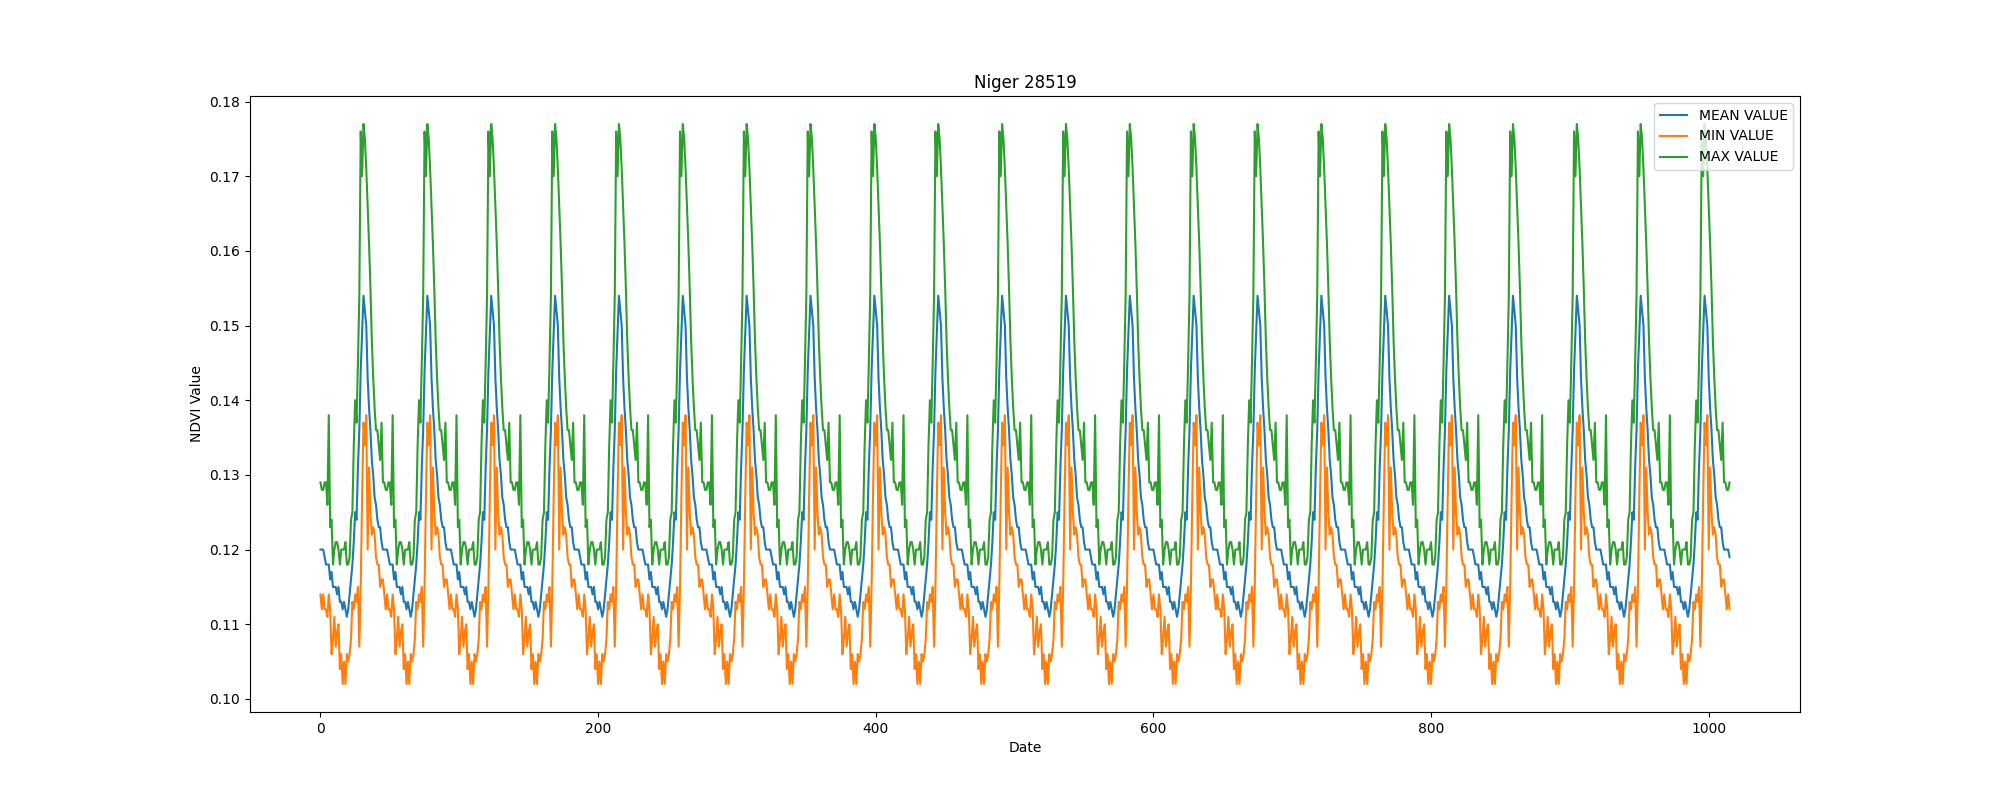 Niger 28519
MEAN VALUE
MIN VALUE
MAX VALUE
0.18
0.17
0.16
0.15
0.14
0.13
0.12
0.11
0.10
NDVI Value
0
200
400
600
800
1000
Date